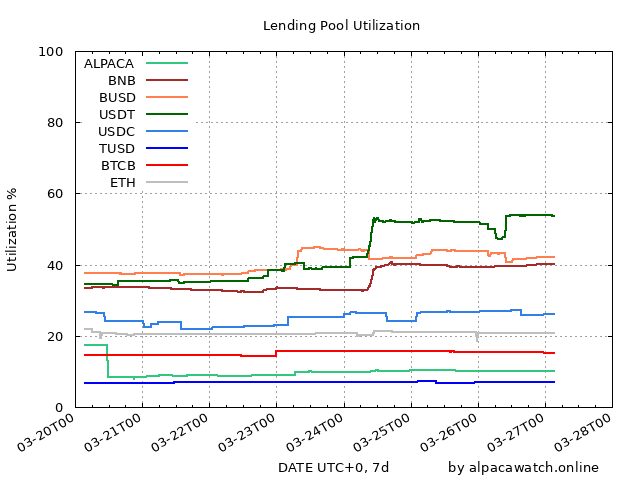 Lending Pool Utilization
Utilization %
100
80
60
40
20
0
ALPACA
BNB
BUSD
USDT
USDC
TUSD
BTCB
ETH
03-20T00
03-21T00
03-22T00
03-23T00
03-24T00
03-25T00
03-26T00
03-27T00
03-28T00
DATE UTC+0, 7d
by alpacawatch.online